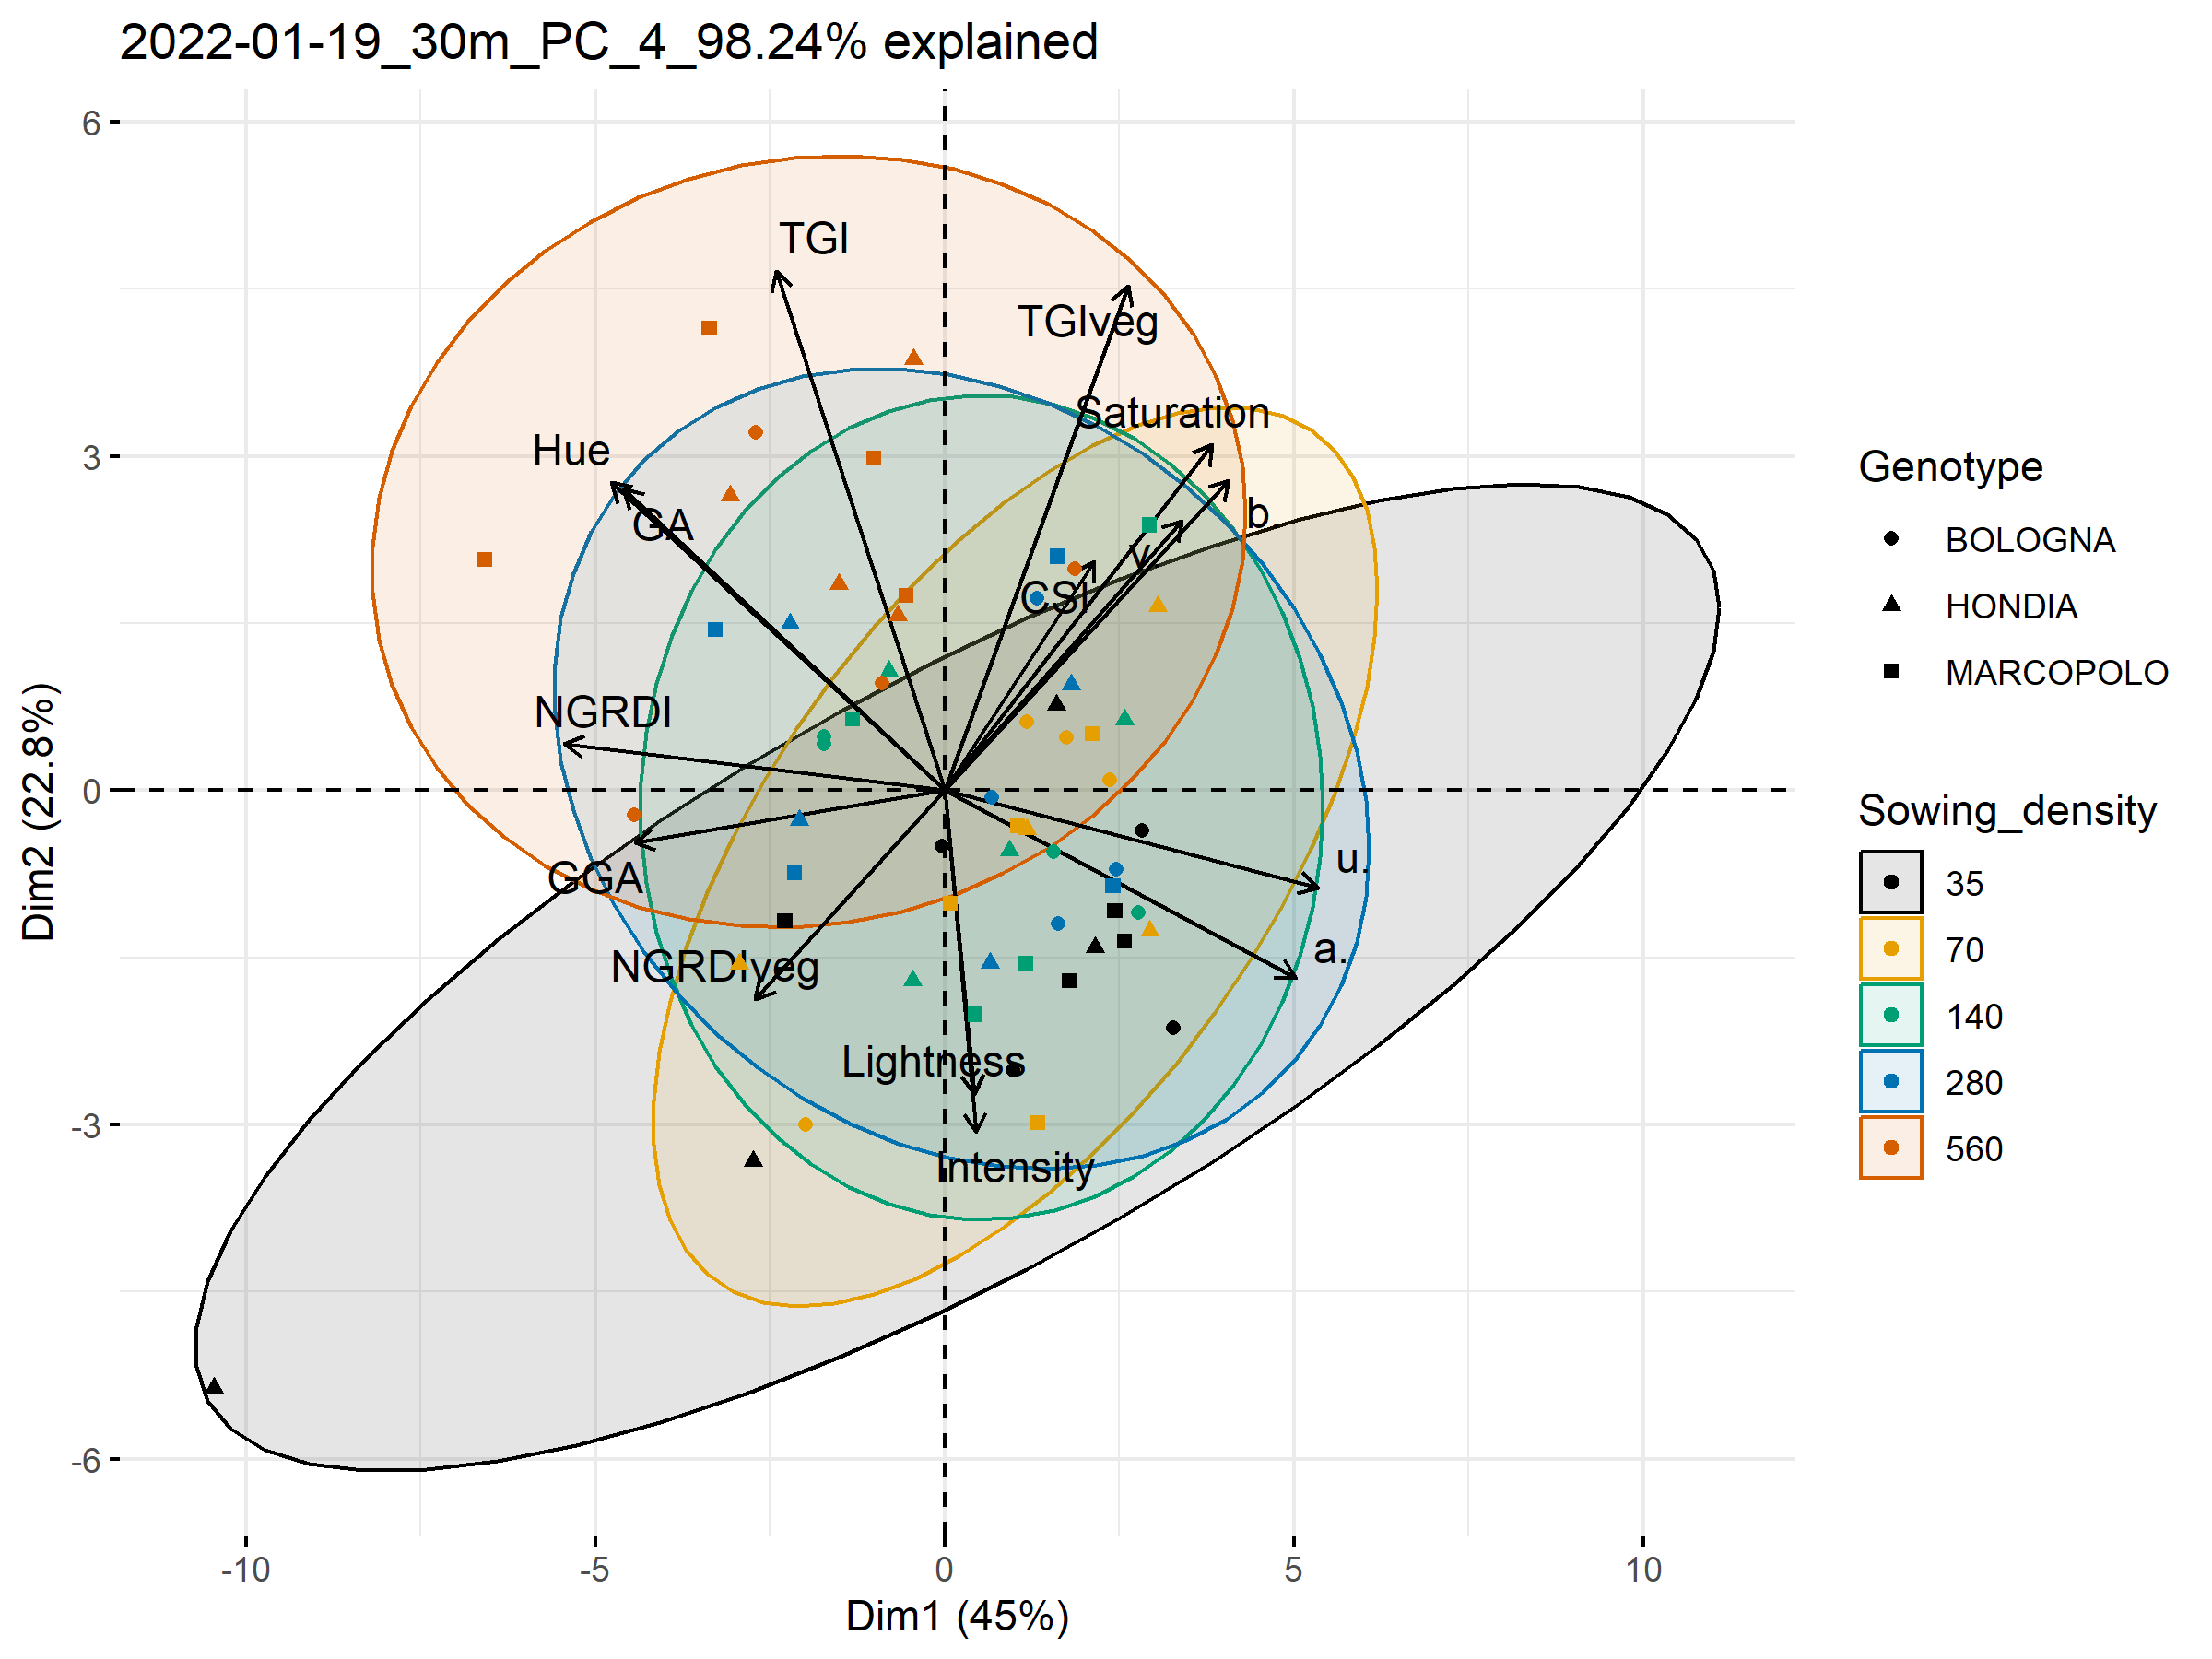 2022-01-19_30m_PC_4_98.24% explained
Dim2 (22.8%)
6
3
0
-3
-6
TGI
TGIveg
Saturation
Hue
GA
b
v.
CSI
NGRDI
GGA
u.
a.
NGRDIveg
Lightness
Intensity
-10
-5
0
5
10
Dim1 (45%)
Genotype
BOLOGNA
HONDIA
MARCOPOLO
Sowing_density
35
70
140
280
560